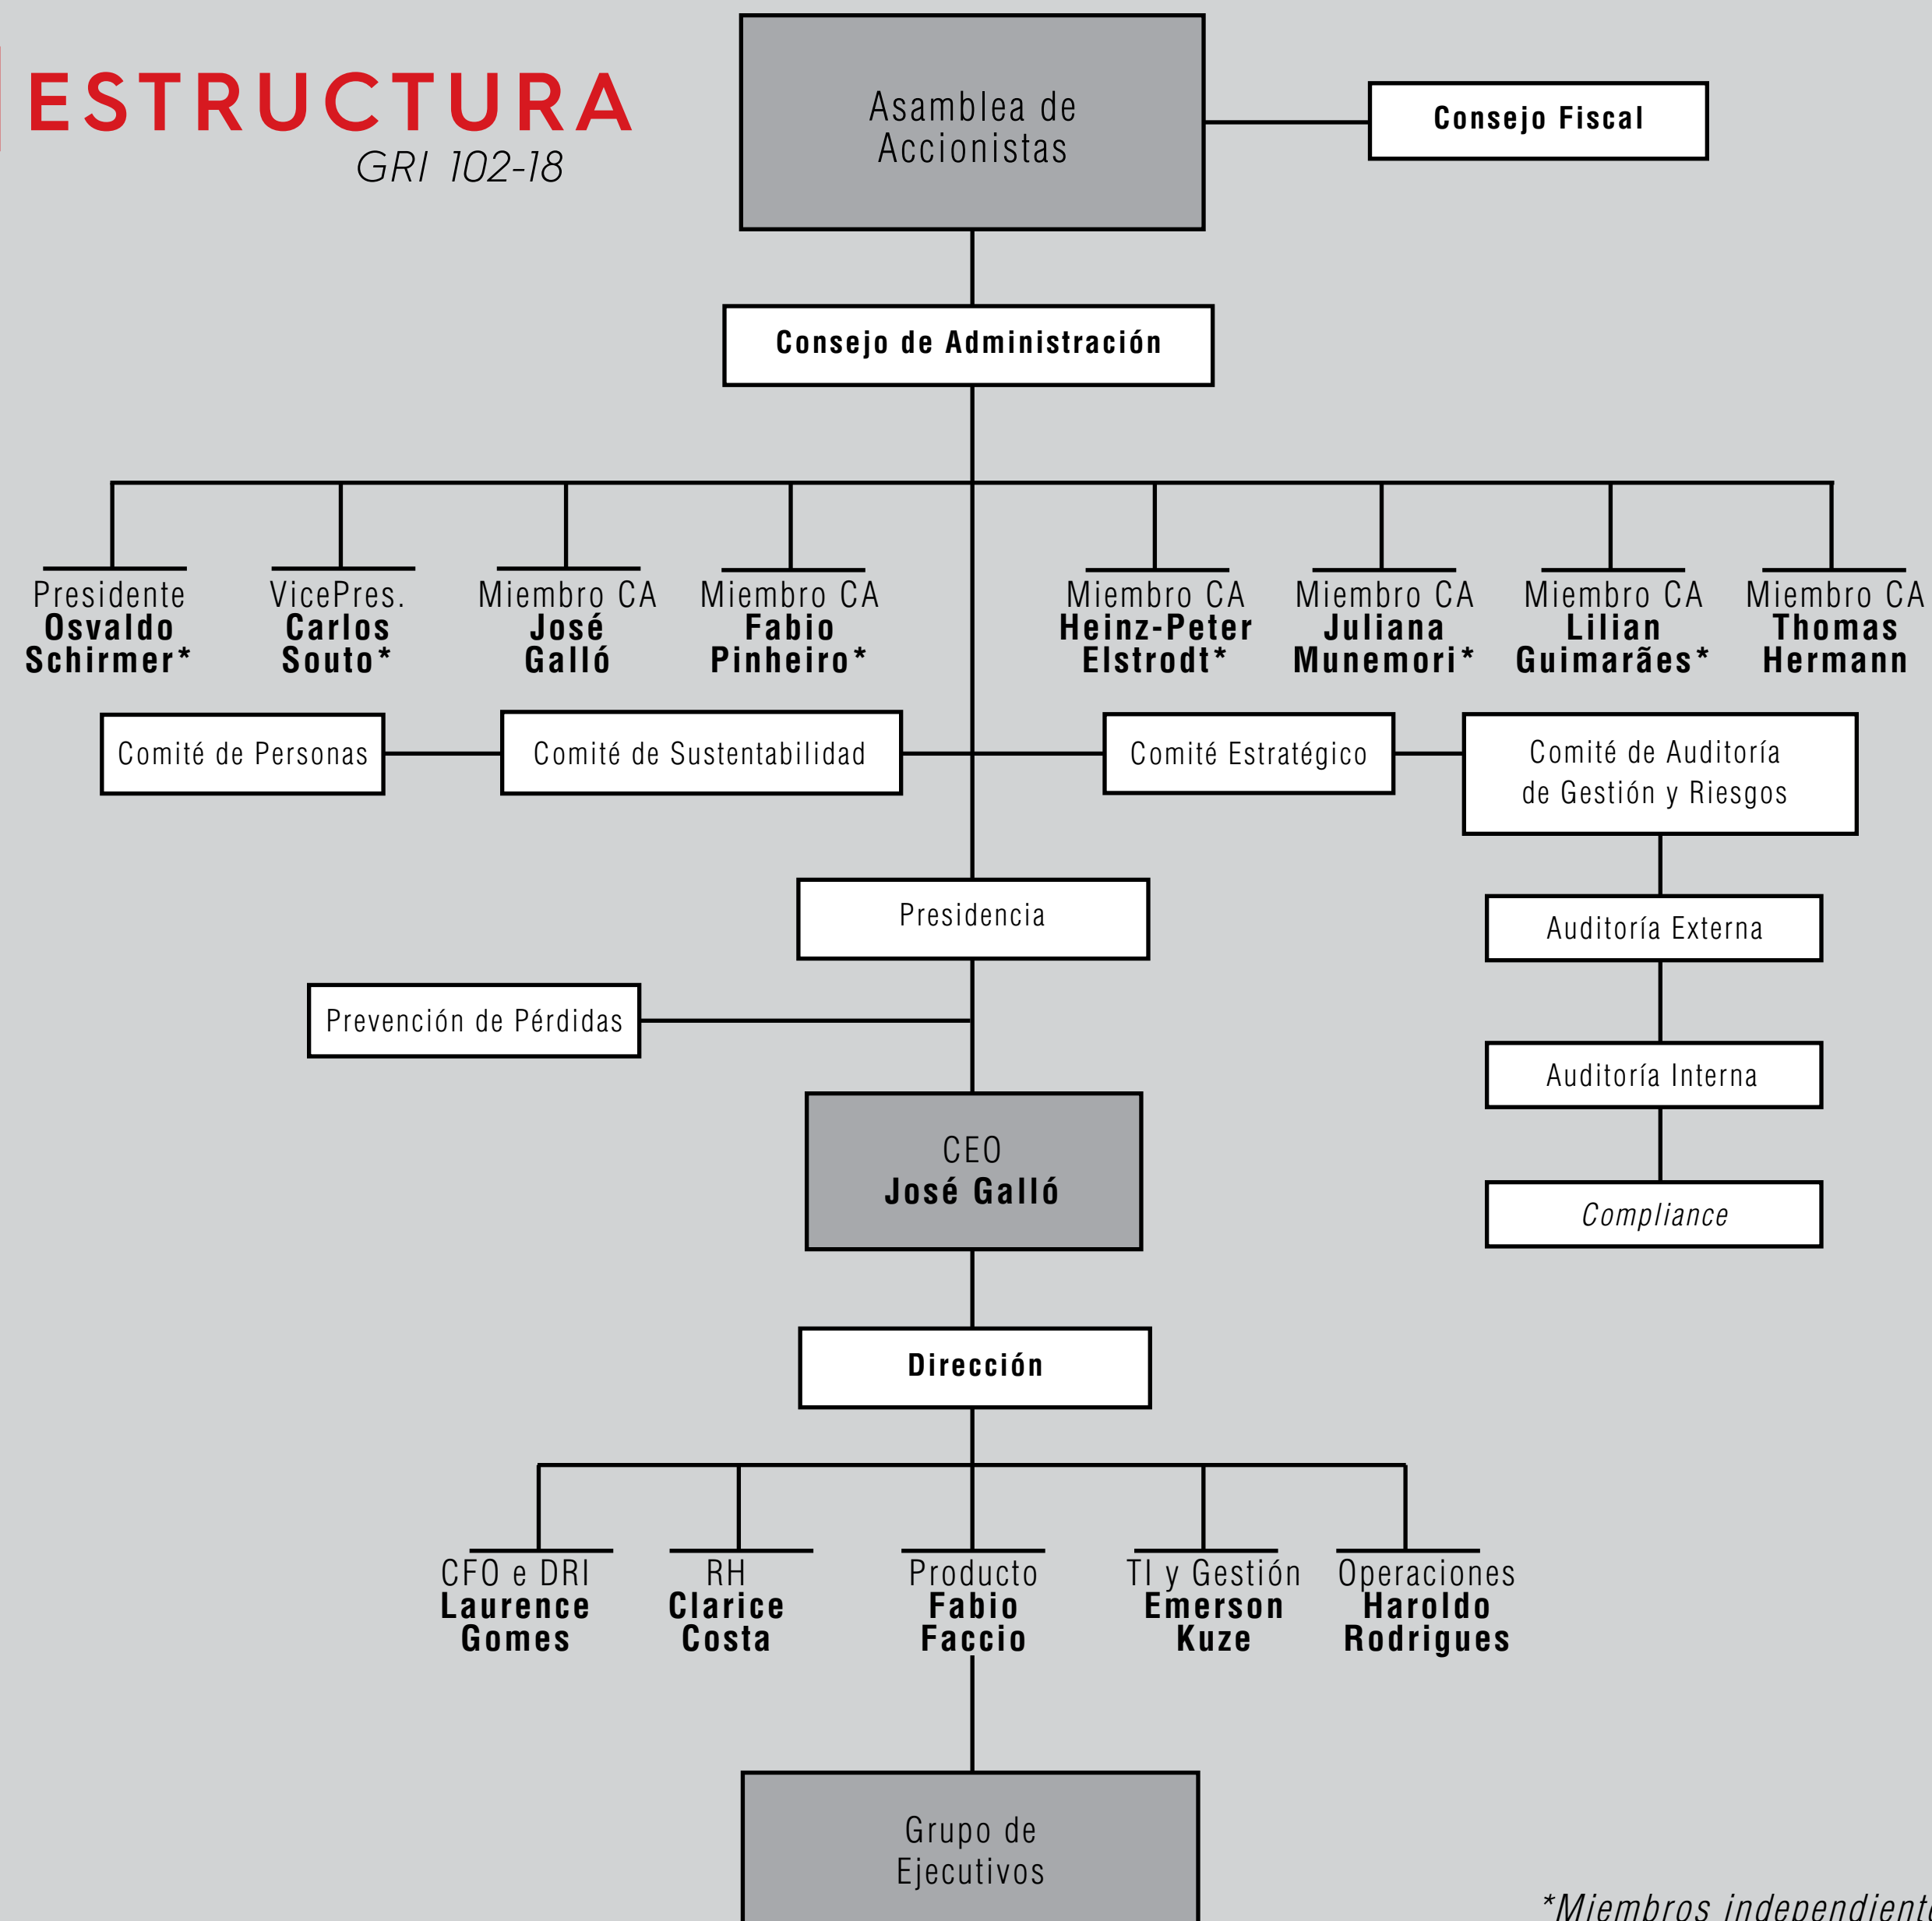 ESTRUCTURA
GRI 102-18
Asamblea de
Accionistas
Consejo Fiscal
Consejo de Administración
Presidente
Osvaldo
Schirmer*
VicePres.
Carlos
Souto*
Miembro CA
José
Galló
Miembro CA
Fabio
Pinheiro*
Miembro CA
Heinz-Peter
Elstrodt*
Miembro CA
Juliana
Munemori*
Miembro CA
Lilian
Guimarães*
Miembro CA
Thomas
Hermann
Comité de Personas
Comité de Sustentabilidad
Comité Estratégico
Comité de Auditoría
de Gestión y Riesgos
Presidencia
Auditoría Externa
Prevención de Pérdidas
Auditoría Interna
CEO
José Galló
Compliance
Dirección
CFO e DRI
Laurence
Gomes
RH
Clarice
Costa
Producto
Fabio
Faccio
TI y Gestión
Emerson
Kuze
Operaciones
Haroldo
Rodrigues
Grupo de
Ejecutivos
*Miembros